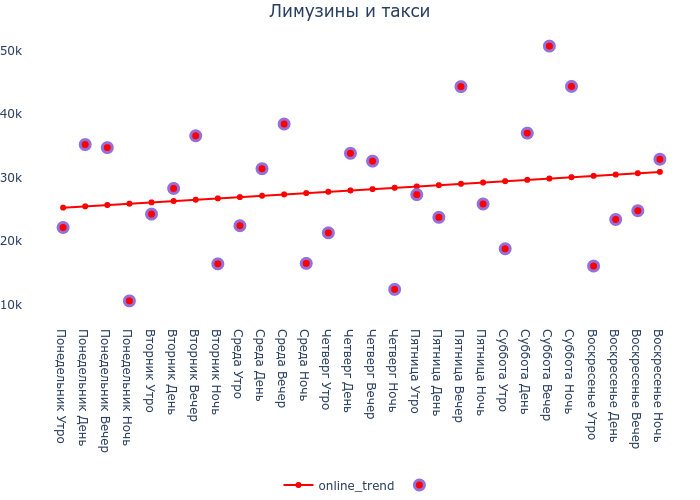 Лимузины и такси
50k
40k
30k
20k
10k
Понедельник Утро
Понедельник День
Понедельник Вечер
Понедельник Ночь
Вторник Утро
Вторник День
Вторник Вечер
Вторник Ночь
Среда Утро
Среда День
Среда Вечер
Среда Ночь
Четверг Утро
Четверг День
Четверг Вечер
Четверг Ночь
Пятница Утро
Пятница День
Пятница Вечер
Пятница Ночь
Суббота Утро
Суббота День
Суббота Вечер
Суббота Ночь
Воскресенье Утро
Воскресенье День
Воскресенье Вечер
Воскресенье Ночь
online_trend